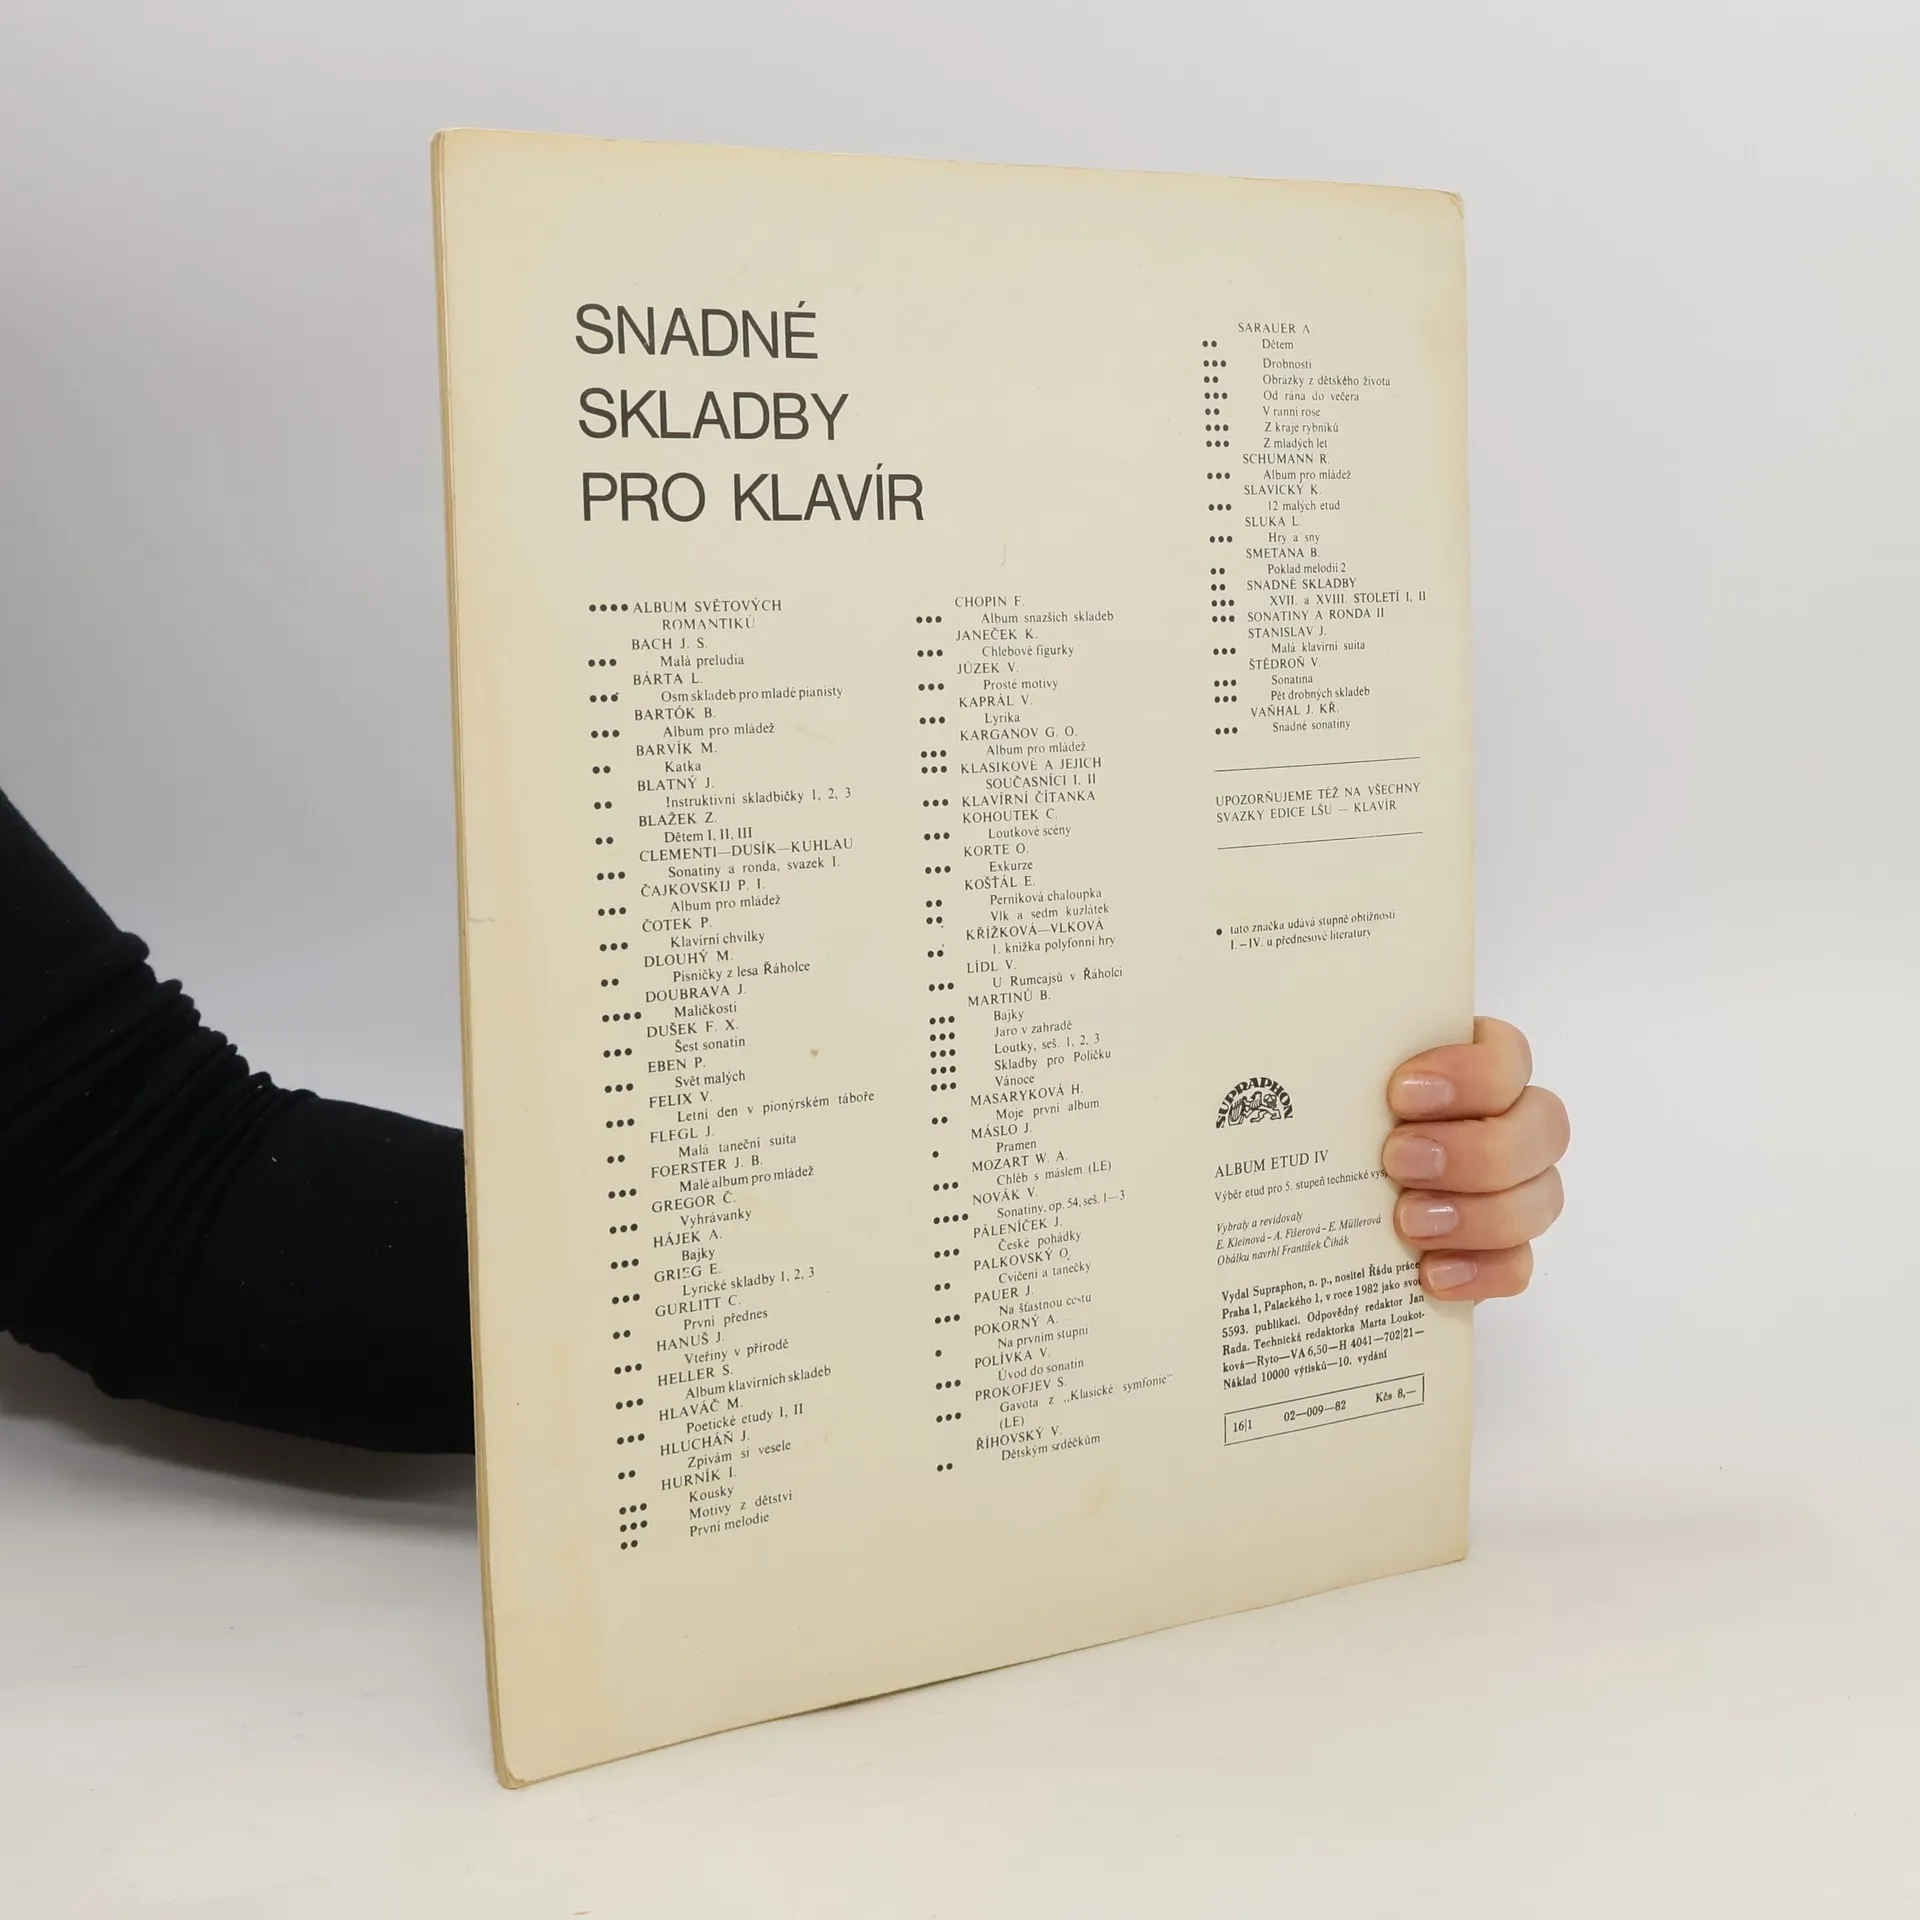 SNADNÉ
SKLADBY
PRO KLAVÍR
•••• ALBUM SVĚTOVÝCH
ROMANTIKŮ
BACH J. S.
••• Malá preludia
BÁRTA L.
••• Osm skladeb pro mladé pianisty
BARTÓK B.
••• Album pro mládež
BARVÍK M.
•• Katka
BLATNÝ J.
•• Instruktivní skladbičky 1, 2, 3
BLAŽEK Z.
•• Dětem I, II, III
CLEMENTI—DUSÍK—KUHLAU
••• Sonatiny a ronda, svazek I.
ČAJKOVSKIJ P. I.
••• Album pro mládež
ČOTEK P.
••• Klavírní chvilky
DLOUHÝ M.
•• Písničky z lesa Řáholce
DOUBRAVA J.
•••• Maličkosti
DUŠEK F. X.
••• Šest sonatin
EBEN P.
••• Svět malých
FELIX V.
••• Letní den v pionýrském táboře
FLEGL J.
•• Malá taneční suita
FOERSTER J. B.
••• Malé album pro mládež
GREGOR Č.
••• Vyhrávanky
HÁJEK A.
••• Bajky
GRIEG E.
••• Lyrické skladby 1, 2, 3
GURLITT C.
•• První přednes
HANUŠ J.
••• Vteřiny v přírodě
HELLER S.
••• Album klavírních skladeb
HLAVÁČ M.
••• Poetické etudy I, II
HLUCHÁŇ J.
•• Zpívám si vesele
HURNÍK I.
••• Kousky
••• Motivy z dětství
•• První melodie
CHOPIN F.
••• Album snazších skladeb
JANEČEK K.
••• Chlebové figurky
JŮZEK V.
••• Prosté motivy
KAPRÁL V.
••• Lyrika
KARGANOV G. O.
••• Album pro mládež
••• KLASIKOVÉ A JEJICH
SOUČASNÍCI I, II
••• KLAVÍRNÍ ČÍTANKA
KOHOUTEK C.
••• Loutkové scény
KORTE O.
••• Exkurze
KOŠŤÁL E.
•• Perníková chaloupka
•• Vlk a sedm kuzlátek
KŘÍŽKOVÁ—VLKOVÁ
•• 1. knížka polyfonní hry
LÍDL V.
••• U Rumcajsů v Řáholci
MARTINŮ B.
••• Bajky
••• Jaro v zahradě
••• Loutky, seš. 1, 2, 3
••• Skladby pro Poličku
••• Vánoce
MASARYKOVÁ H.
•• Moje první album
MÁSLO J.
• Pramen
MOZART W. A.
••• Chléb s máslem (LE)
NOVÁK V.
•••• Sonatiny, op. 54, seš. 1—3
PÁLENÍČEK J.
••• České pohádky
PALKOVSKÝ O.
•• Cvičení a tanečky
PAUER J.
••• Na šťastnou cestu
POKORNÝ A.
• Na prvním stupni
POLÍVKA V.
••• Úvod do sonatin
PROKOFJEV S.
••• Gavota z „Klasické symfonie"
(LE)
ŘÍHOVSKÝ V.
•• Dětským srdéčkům
SARAUER A.
•• Dětem
••• Drobnosti
•• Obrázky z dětského života
••• Od rána do večera
•• V ranní rose
••• Z kraje rybníků
••• Z mladých let
SCHUMANN R.
••• Album pro mládež
SLAVICKÝ K.
••• 12 malých etud
SLUKA L.
••• Hry a sny
SMETANA B.
•• Poklad melodií 2
•• SNADNÉ SKLADBY
••• XVII. a XVIII. STOLETÍ I, II
••• SONATINY A RONDA II
STANISLAV J.
••• Malá klavírní suita
ŠTĚDROŇ V.
••• Sonatina
••• Pět drobných skladeb
VAŇHAL J. KŘ.
••• Snadné sonatiny
UPOZORŇUJEME TÉŽ NA VŠECHNY
SVAZKY EDICE LŠU — KLAVÍR
• tato značka udává stupně obtížnosti
I.—IV. u přednesové literatury
SUPRAPHON
ALBUM ETUD IV
Výběr etud pro 5. stupeň technické
Vybraly a revidovaly
E. Kleinová - A. Fišerová - E. Müllerová
Obálku navrhl František Čihák
Vydal Supraphon, n. p., nositel Řádu práce
Praha 1, Palackého 1, v roce 1982 jako svou
5593. publikaci. Odpovědný redaktor Jan
Rada. Technická redaktorka Marta Loukot-
ková—Ryto—VA 6,50—H 4041—702|21—
Náklad 10000 výtisků—10. vydání
16|1 02—009—82 Kčs 8,—